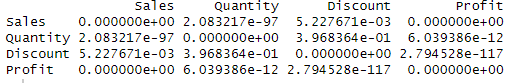 Sales Quantity Discount Profit
Sales 0.000000e+00 2.083217e-97 5.227671e-03 0.000000e+00
Quantity 2.083217e-97 0.000000e+00 3.968364e-01 6.039386e-12
Discount 5.227671e-03 3.968364e-01 0.000000e+00 2.794528e-117
Profit 0.000000e+00 6.039386e-12 2.794528e-117 0.000000e+00